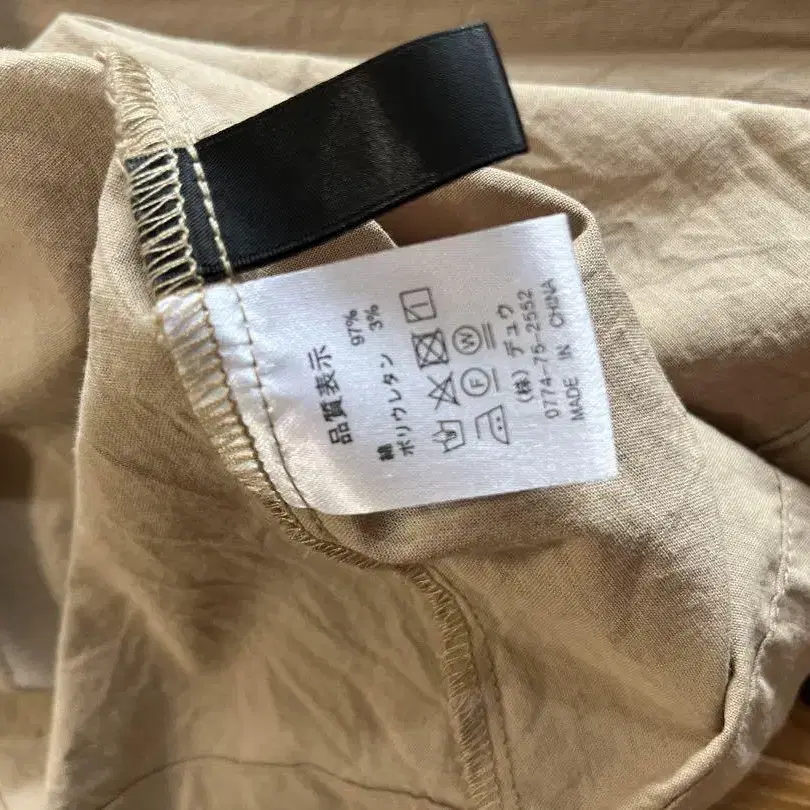 品質表示
綿 97%
ポリウレタン 3%
F W
(株) デュウ
0774-75-2552
MADE IN CHINA